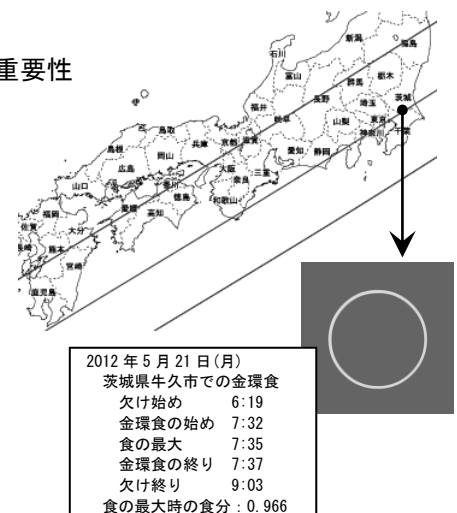 重要性
新潟
福島
石川
富山
群馬
栃木
長野
埼玉
茨城
福井
岐阜
山梨
東京
神奈川
千葉
愛知
静岡
鳥取
島根
兵庫
京都
滋賀
岡山
広島
大阪
三重
奈良
山口
香川
和歌山
愛媛
徳島
高知
福岡
大分
佐賀
長崎
熊本
宮崎
鹿児島
2012 年 5 月 21 日(月)
茨城県牛久市での金環食
欠け始め 6:19
金環食の始め 7:32
食の最大 7:35
金環食の終り 7:37
欠け終り 9:03
食の最大時の食分:0.966